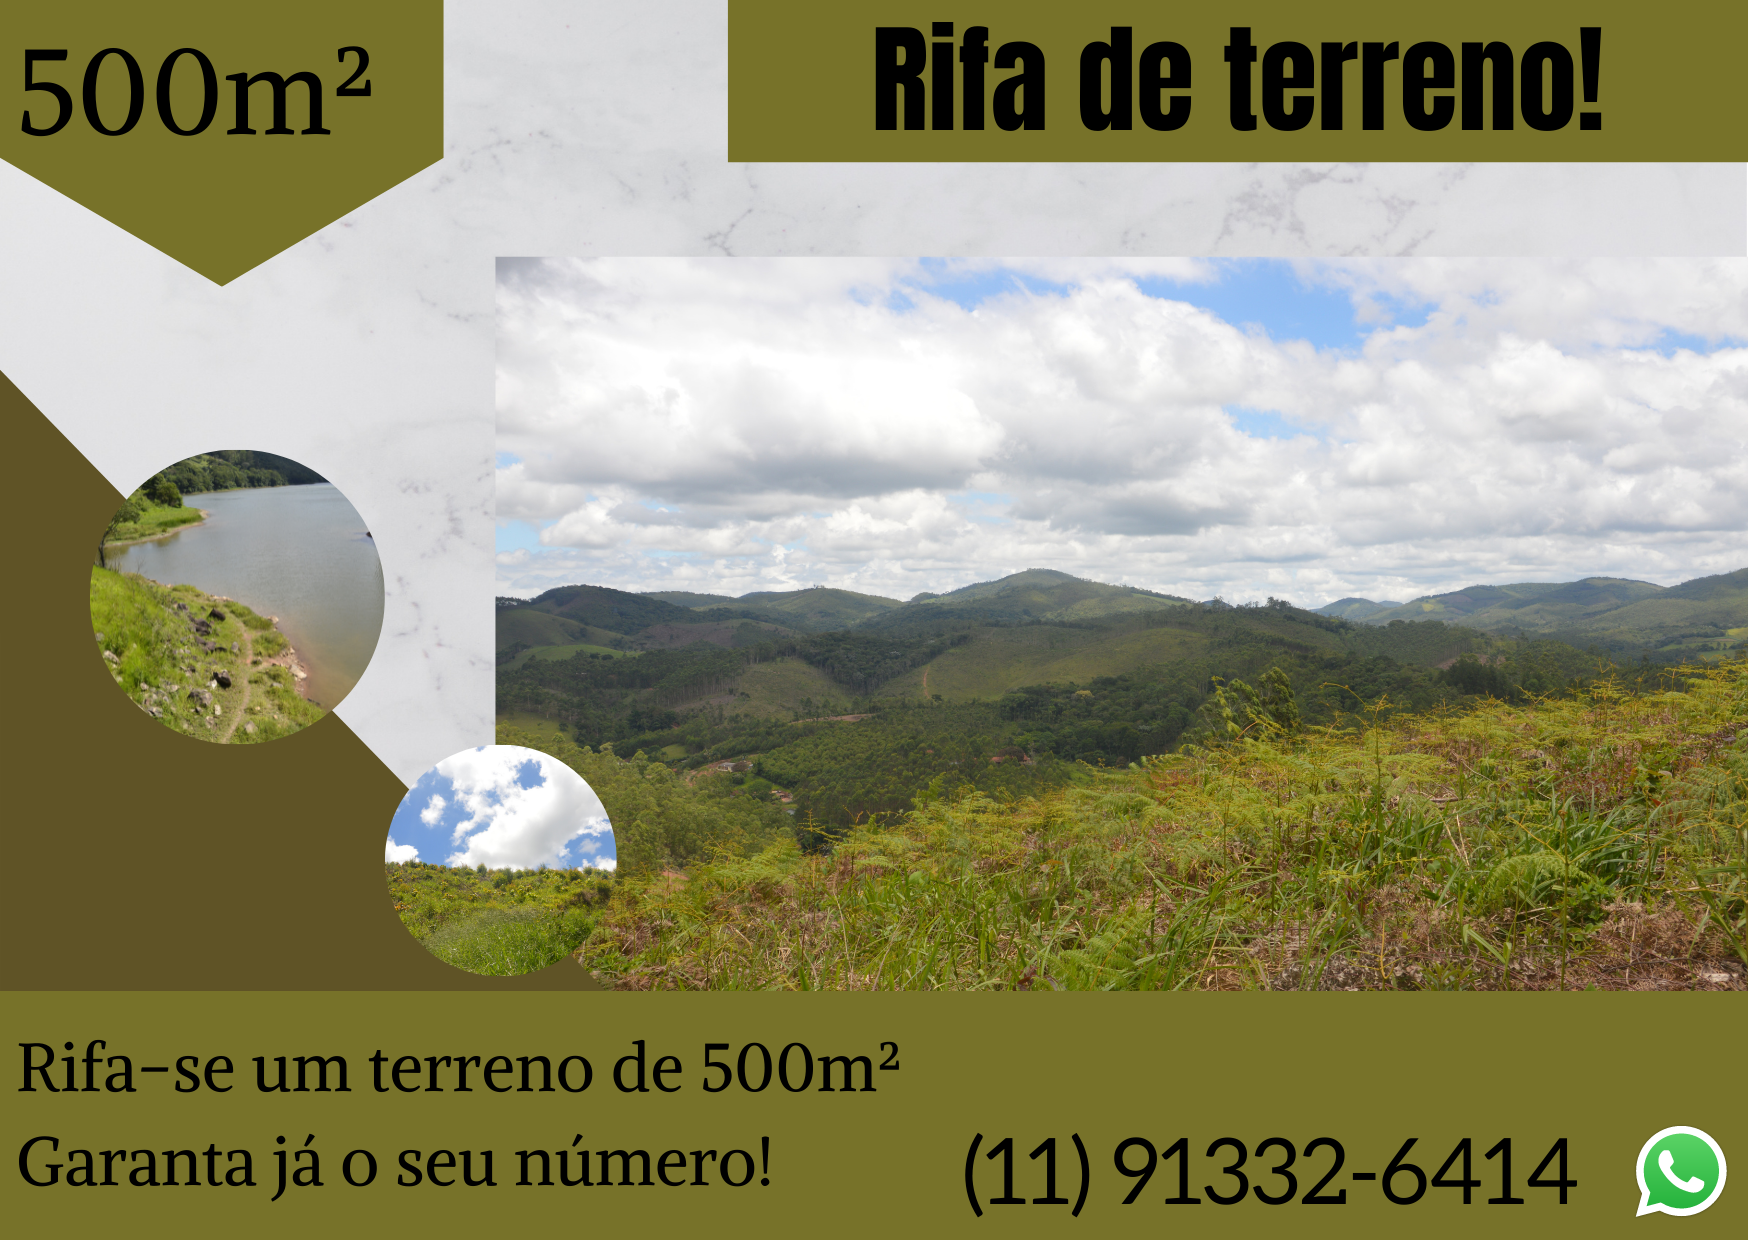 500m²
Rifa de terreno!
Rifa-se um terreno de 500m²
Garanta já o seu número!
(11) 91332-6414